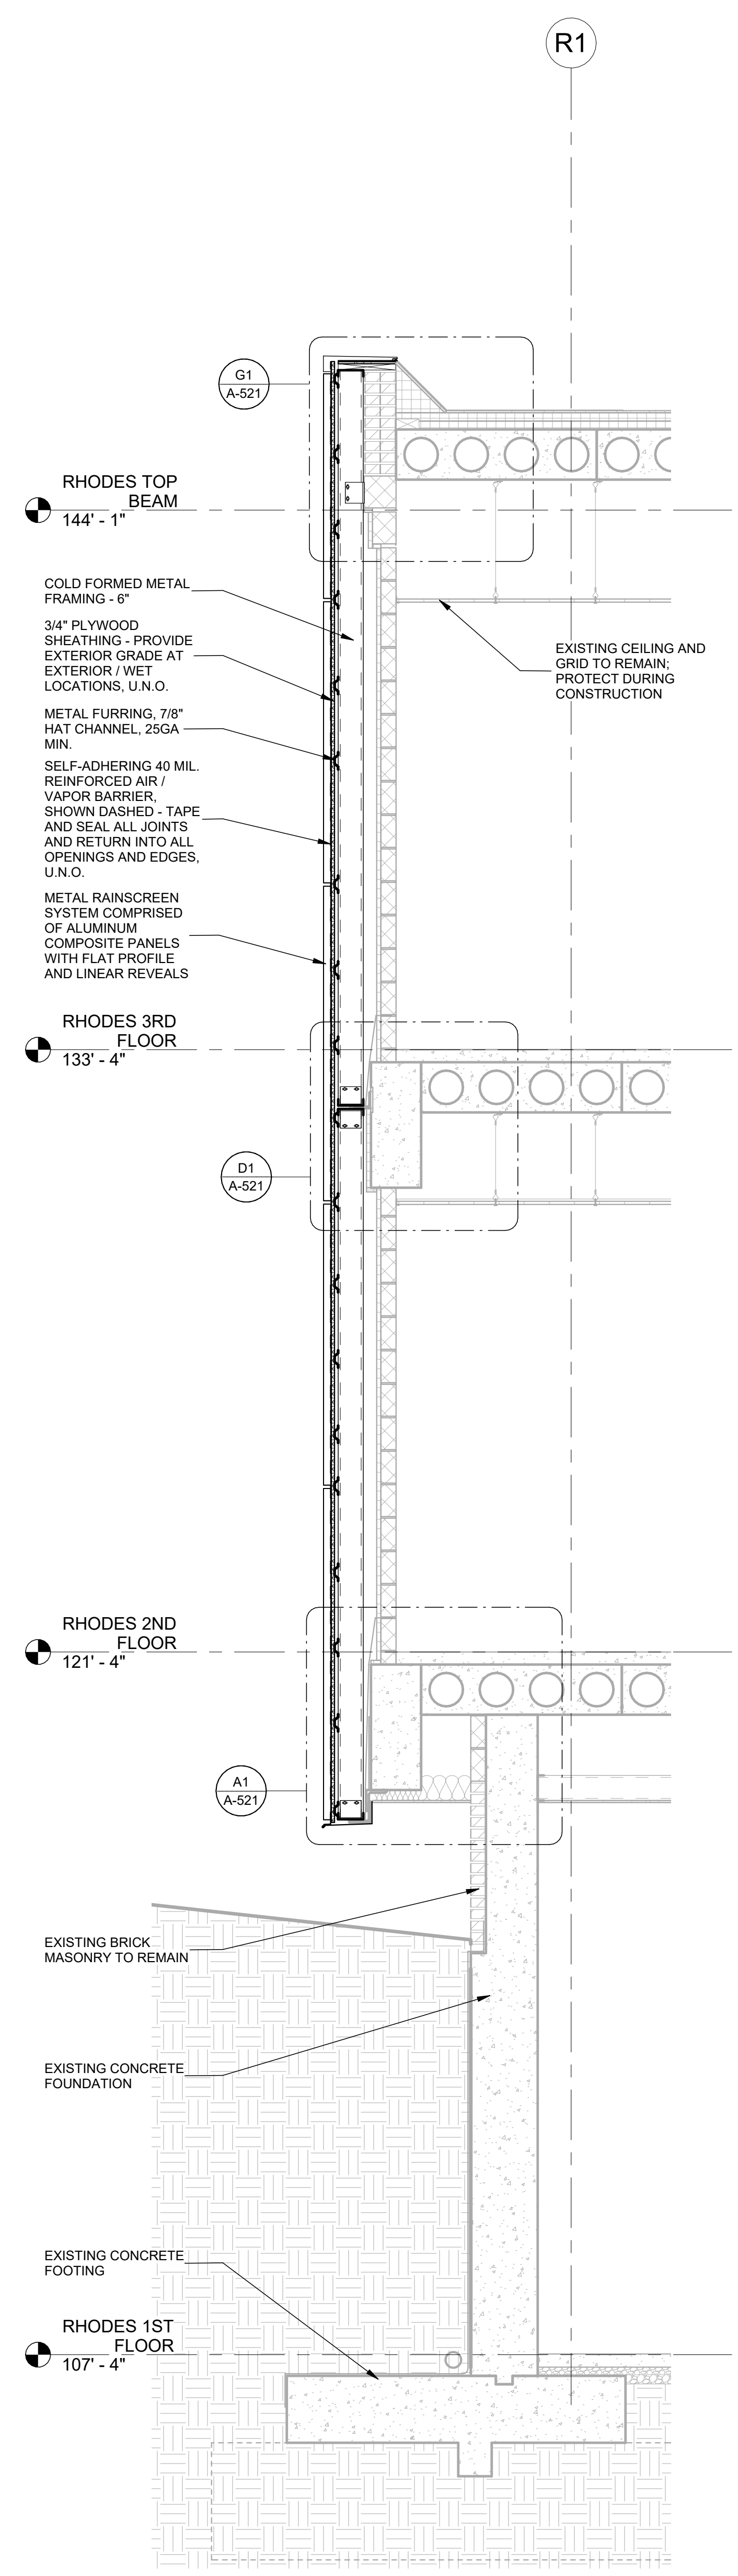 R1
G1
A-521
RHODES TOP
BEAM
144' - 1"
COLD FORMED METAL
FRAMING - 6"
3/4" PLYWOOD
SHEATHING - PROVIDE
EXTERIOR GRADE AT
EXTERIOR / WET
LOCATIONS, U.N.O.
EXISTING CEILING AND
GRID TO REMAIN;
PROTECT DURING
CONSTRUCTION
METAL FURRING, 7/8"
HAT CHANNEL, 25GA
MIN.
SELF-ADHERING 40 MIL.
REINFORCED AIR /
VAPOR BARRIER,
SHOWN DASHED - TAPE
AND SEAL ALL JOINTS
AND RETURN INTO ALL
OPENINGS AND EDGES,
U.N.O.
METAL RAINSCREEN
SYSTEM COMPRISED
OF ALUMINUM
COMPOSITE PANELS
WITH FLAT PROFILE
AND LINEAR REVEALS
RHODES 3RD
FLOOR
133' - 4"
D1
A-521
RHODES 2ND
FLOOR
121' - 4"
A1
A-521
EXISTING BRICK
MASONRY TO REMAIN
EXISTING CONCRETE
FOUNDATION
EXISTING CONCRETE
FOOTING
RHODES 1ST
FLOOR
107' - 4"